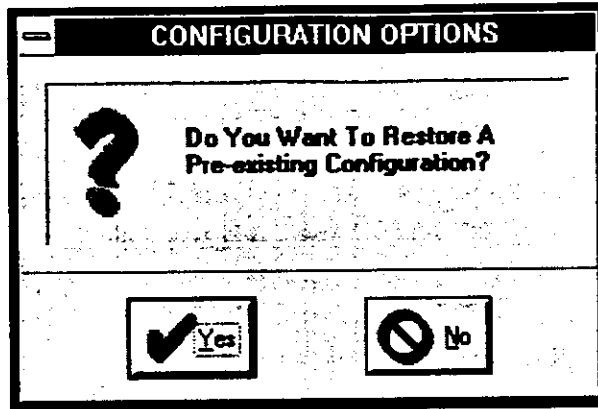 CONFIGURATION OPTIONS
Do You Want To Restore A
Pre-existing Configuration?
Yes
No